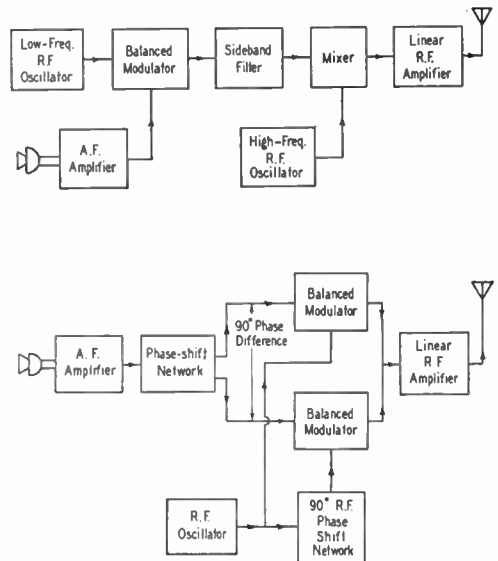 Low-Freq.
R.F.
Oscillator
Balanced
Modulator
Sideband
Filter
Mixer
Linear
R.F.
Amplifier
A.F.
Amplifier
High-Freq.
R.F.
Oscillator
A.F.
Amplifier
Phase-shift
Network
90° Phase
Difference
Balanced
Modulator
Balanced
Modulator
Linear
R.F.
Amplifier
R.F.
Oscillator
90° R.F.
Phase
Shift
Network